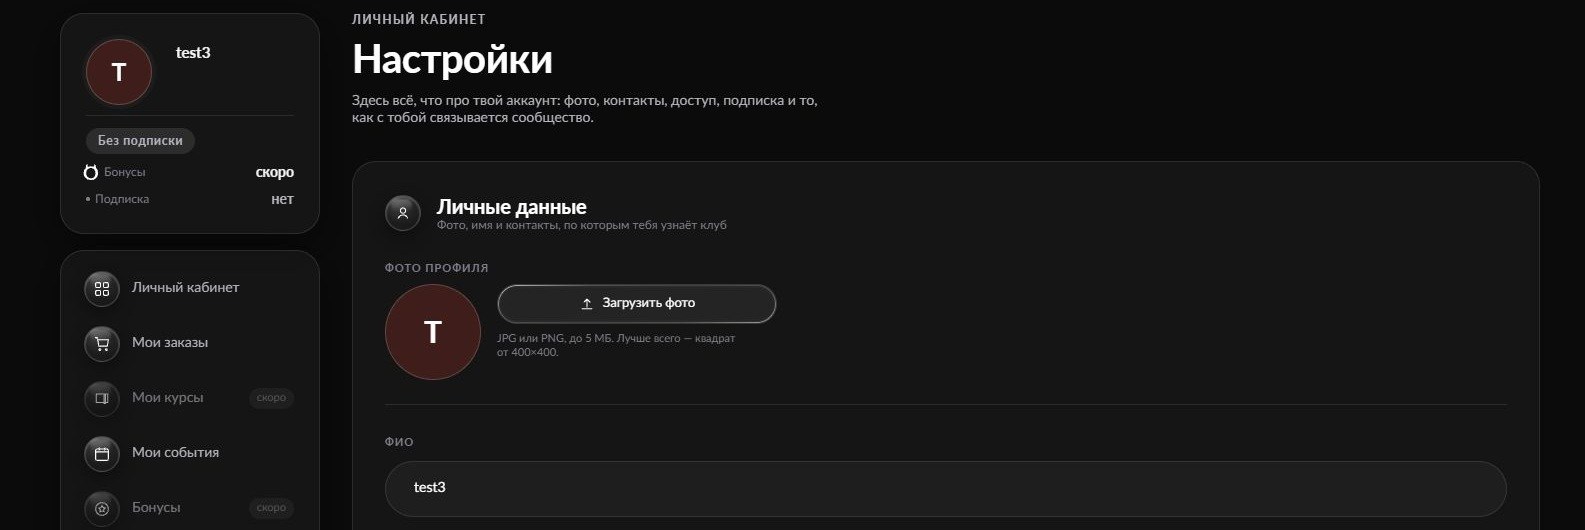 T
test3
Без подписки
Бонусы
скоро
• Подписка
нет
Личный кабинет
Мои заказы
Мои курсы
скоро
Мои события
Бонусы
скоро
ЛИЧНЫЙ КАБИНЕТ
Настройки
Здесь всё, что про твой аккаунт: фото, контакты, доступ, подписка и то,
как с тобой связывается сообщество.
Личные данные
Фото, имя и контакты, по которым тебя узнаёт клуб
ФОТО ПРОФИЛЯ
T
Загрузить фото
JPG или PNG, до 5 МБ. Лучше всего — квадрат
от 400×400.
ФИО
test3